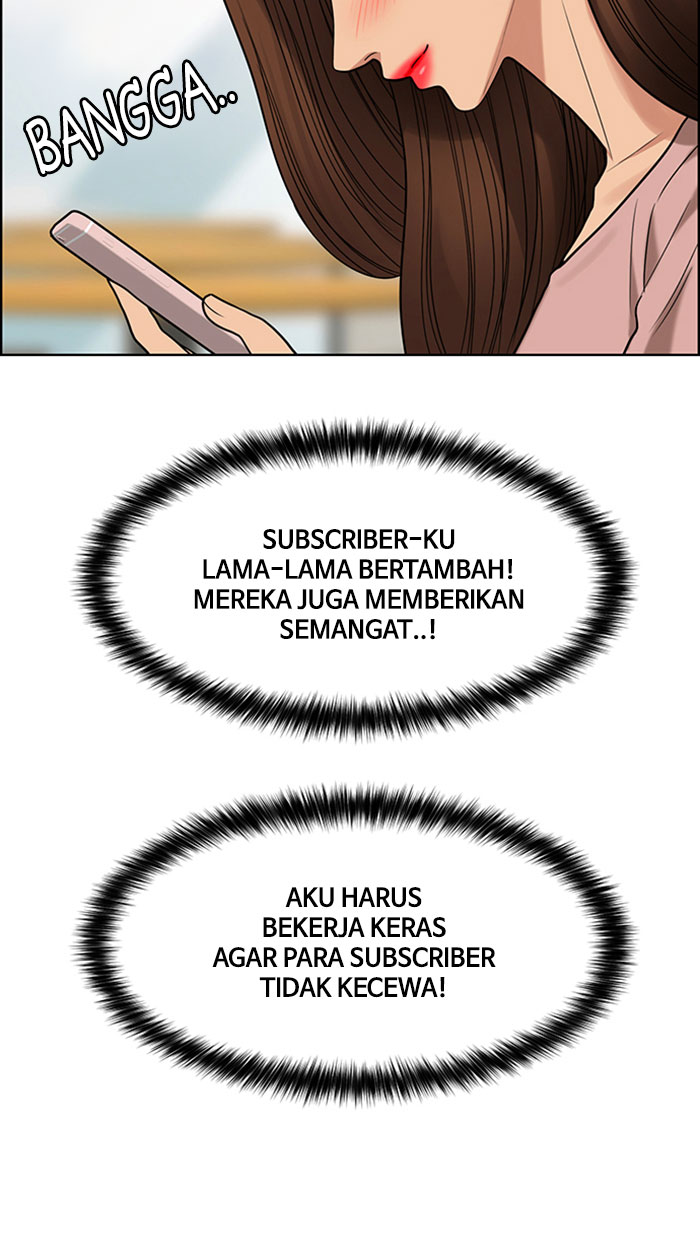 BANGGA..
SUBSCRIBER-KU
LAMA-LAMA BERTAMBAH!
MEREKA JUGA MEMBERIKAN
SEMANGAT..!
AKU HARUS
BEKERJA KERAS
AGAR PARA SUBSCRIBER
TIDAK KECEWA!